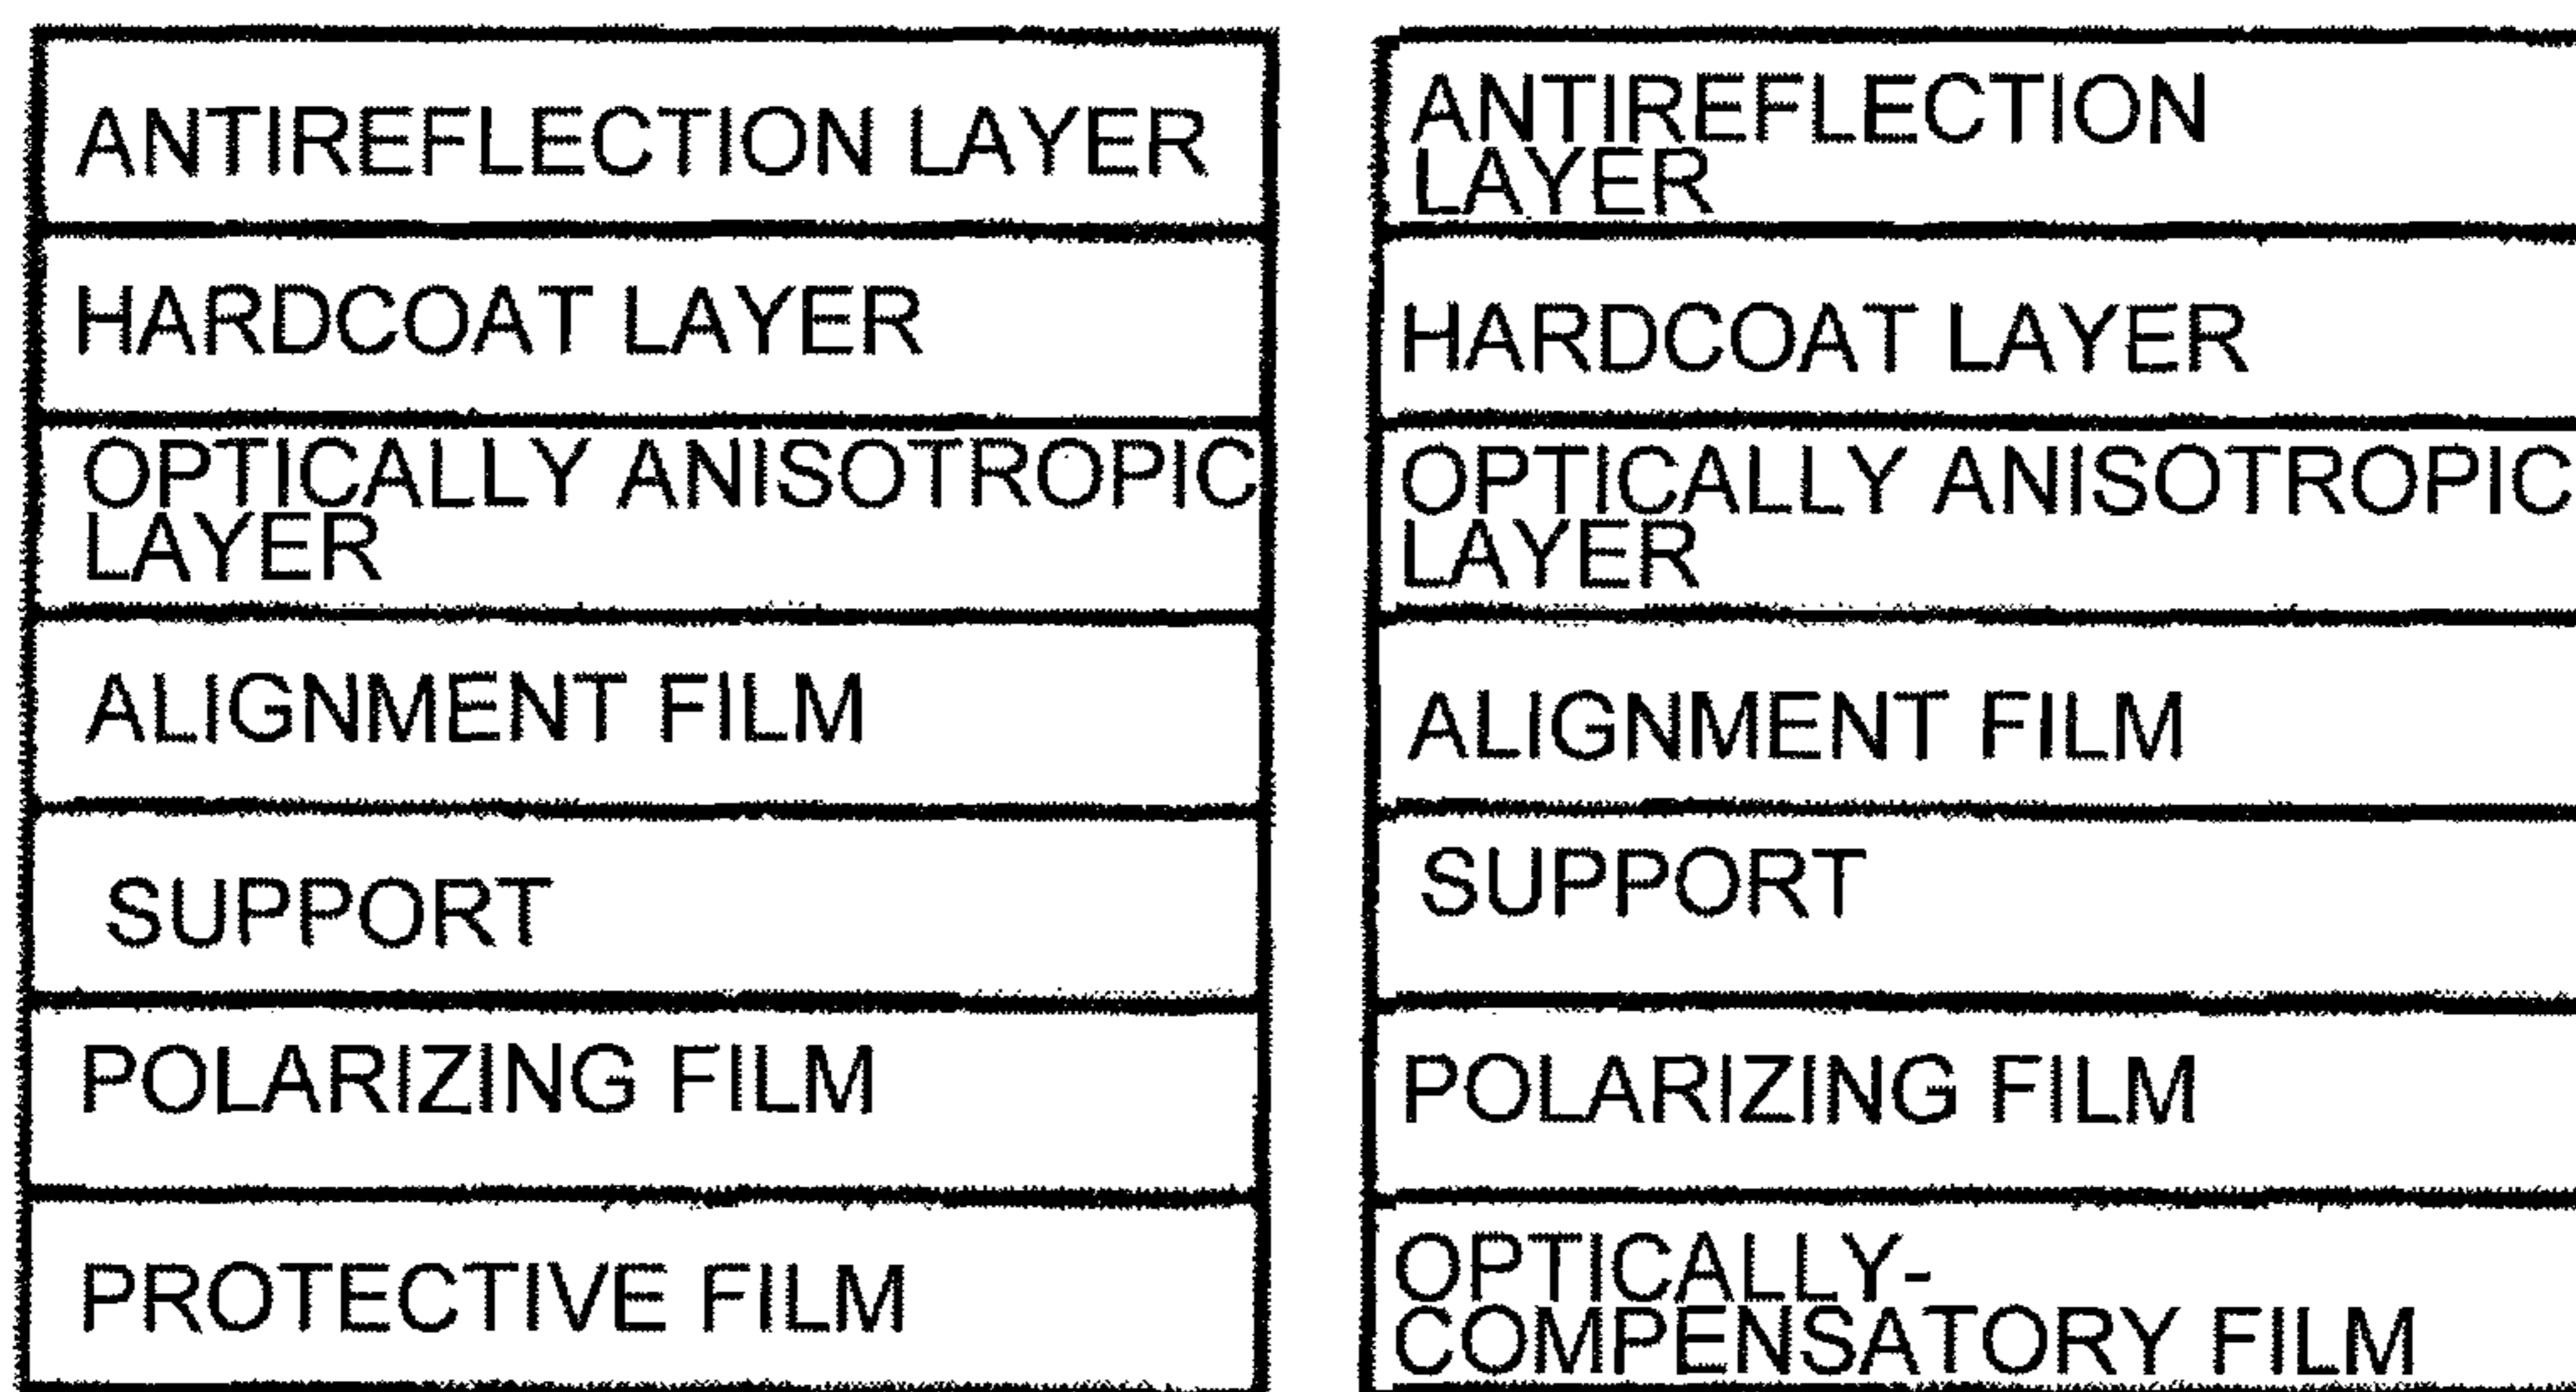 ANTIREFLECTION LAYER
HARDCOAT LAYER
OPTICALLY ANISOTROPIC
LAYER
ALIGNMENT FILM
SUPPORT
POLARIZING FILM
PROTECTIVE FILM
ANTIREFLECTION
LAYER
HARDCOAT LAYER
OPTICALLY ANISOTROPIC
LAYER
ALIGNMENT FILM
SUPPORT
POLARIZING FILM
OPTICALLY-
COMPENSATORY FILM